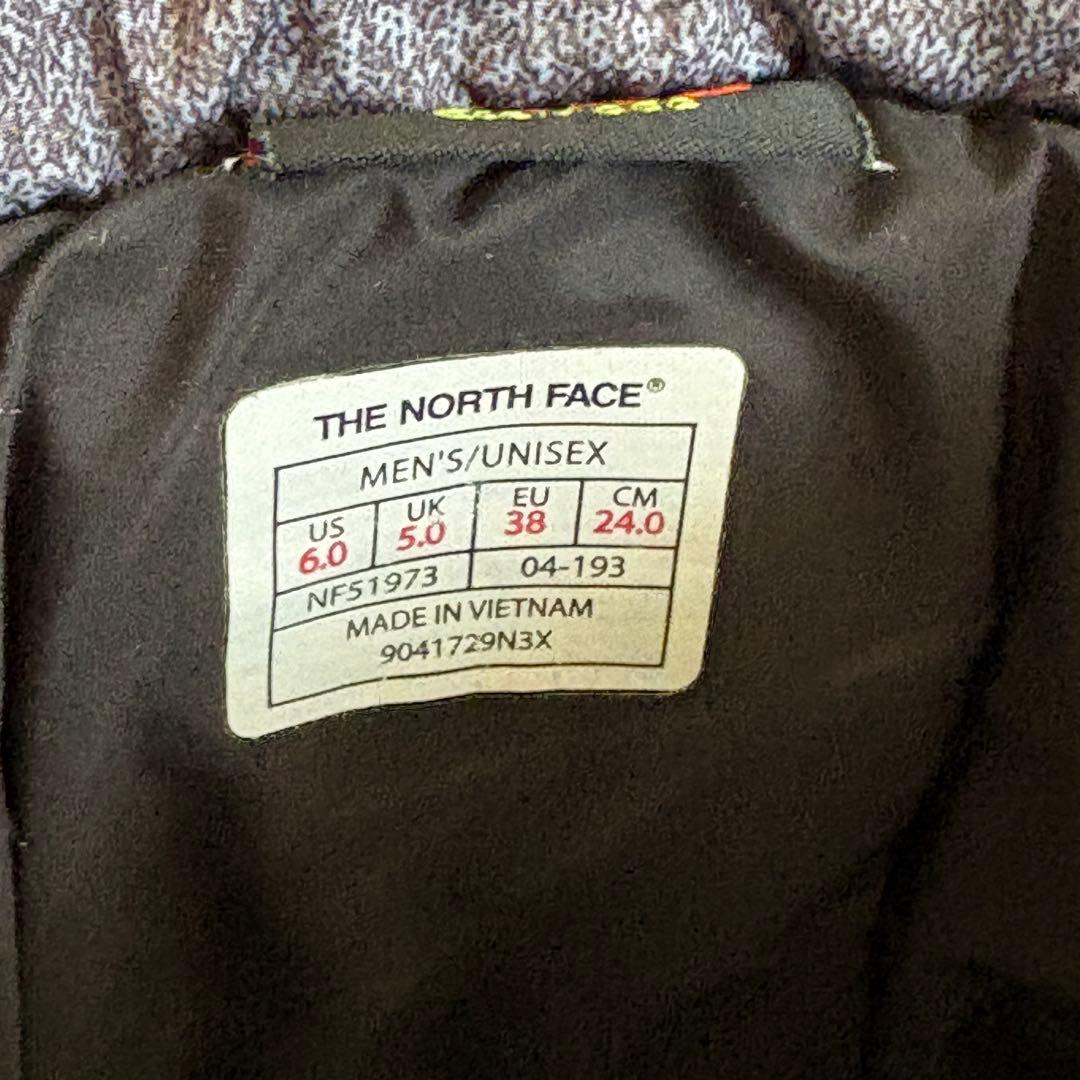 THE NORTH FACE®
MEN'S/UNISEX
US UK EU CM
6.0 5.0 38 24.0
NF51973 04-193
MADE IN VIETNAM
9041729N3X